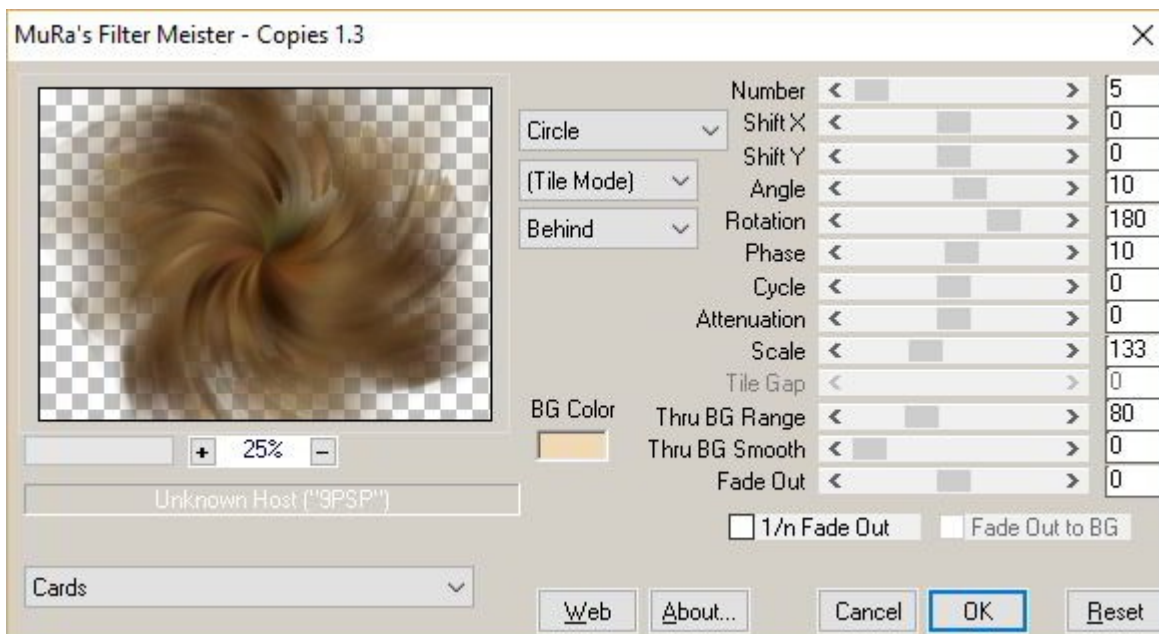 MuRa's Filter Meister - Copies 1.3
Circle
(Tile Mode)
Behind
Number 5
Shift X 0
Shift Y 0
Angle 10
Rotation 180
Phase 10
Cycle 0
Attenuation 0
Scale 133
Tile Gap 0
BG Color
Thru BG Range 80
Thru BG Smooth 0
Fade Out 0
+ 25% -
Unknown Host ("9PSP")
1/n Fade Out
Fade Out to BG
Cards
Web
About...
Cancel
OK
Reset